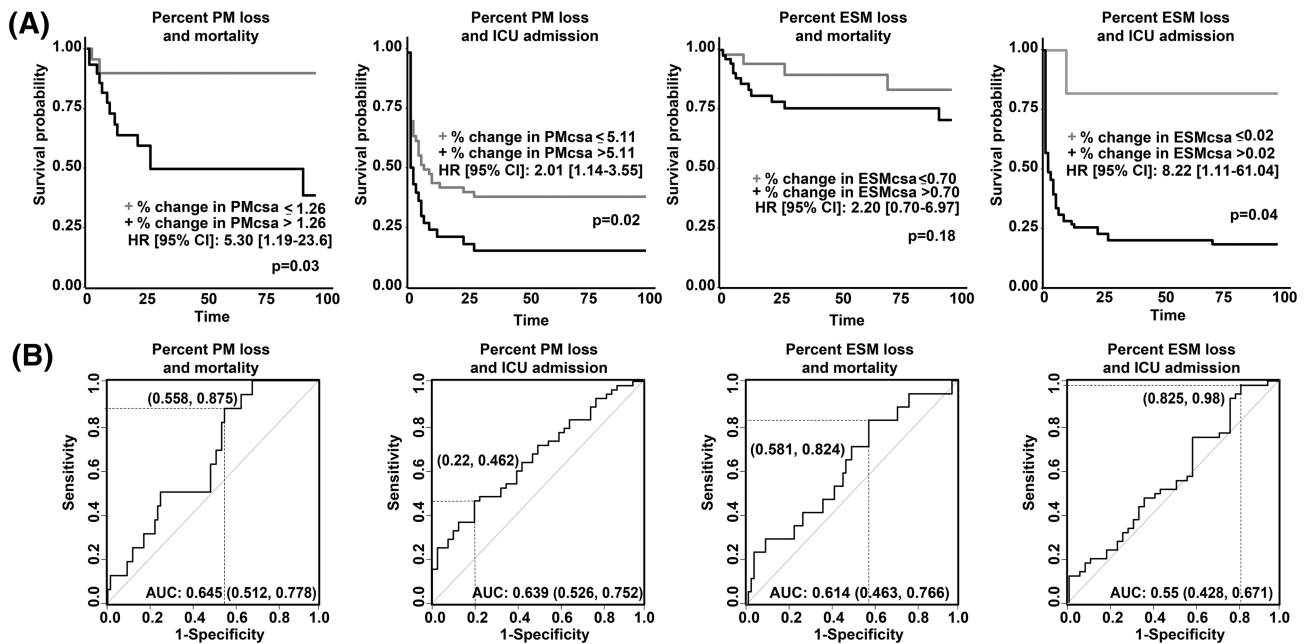 (A)
Percent PM loss
and mortality
Survival probability
1.00
0.75
0.50
0.25
0.00
+ % change in PMcsa ≤ 1.26
+ % change in PMcsa > 1.26
HR [95% CI]: 5.30 [1.19-23.6]
p=0.03
0 25 50 75 100
Time
Percent PM loss
and ICU admission
Survival probability
1.00
0.75
0.50
0.25
0.00
+ % change in PMcsa ≤ 5.11
+ % change in PMcsa >5.11
HR [95% CI]: 2.01 [1.14-3.55]
p=0.02
0 25 50 75 100
Time
Percent ESM loss
and mortality
Survival probability
1.00
0.75
0.50
0.25
0.00
+ % change in ESMcsa≤0.70
+ % change in ESMcsa>0.70
HR [95% CI]: 2.20 [0.70-6.97]
p=0.18
0 25 50 75 100
Time
Percent ESM loss
and ICU admission
Survival probability
1.00
0.75
0.50
0.25
0.00
+ % change in ESMcsa ≤0.02
+ % change in ESMcsa >0.02
HR [95% CI]: 8.22 [1.11-61.04]
p=0.04
0 25 50 75 100
Time
(B)
Percent PM loss
and mortality
Sensitivity
1.0
0.8
0.6
0.4
0.2
0.0
(0.558, 0.875)
AUC: 0.645 (0.512, 0.778)
0.0 0.2 0.4 0.6 0.8 1.0
1-Specificity
Percent PM loss
and ICU admission
Sensitivity
1.0
0.8
0.6
0.4
0.2
0.0
(0.22, 0.462)
AUC: 0.639 (0.526, 0.752)
0.0 0.2 0.4 0.6 0.8 1.0
1-Specificity
Percent ESM loss
and mortality
Sensitivity
1.0
0.8
0.6
0.4
0.2
0.0
(0.581, 0.824)
AUC: 0.614 (0.463, 0.766)
0.0 0.2 0.4 0.6 0.8 1.0
1-Specificity
Percent ESM loss
and ICU admission
Sensitivity
1.0
0.8
0.6
0.4
0.2
0.0
(0.825, 0.98)
AUC: 0.55 (0.428, 0.671)
0.0 0.2 0.4 0.6 0.8 1.0
1-Specificity